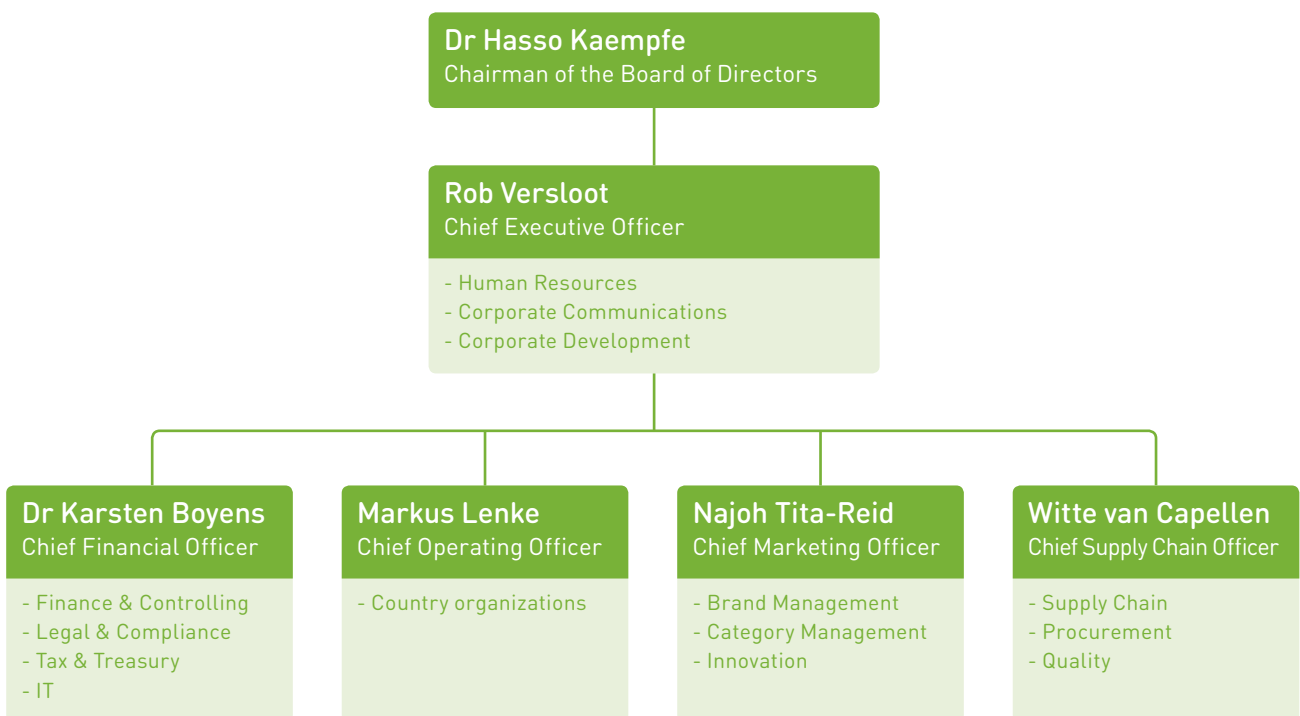 Dr Hasso Kaempfe
Chairman of the Board of Directors
Rob Versloot
Chief Executive Officer
- Human Resources
- Corporate Communications
- Corporate Development
Dr Karsten Boyens
Chief Financial Officer
- Finance & Controlling
- Legal & Compliance
- Tax & Treasury
- IT
Markus Lenke
Chief Operating Officer
- Country organizations
Najoh Tita-Reid
Chief Marketing Officer
- Brand Management
- Category Management
- Innovation
Witte van Capellen
Chief Supply Chain Officer
- Supply Chain
- Procurement
- Quality